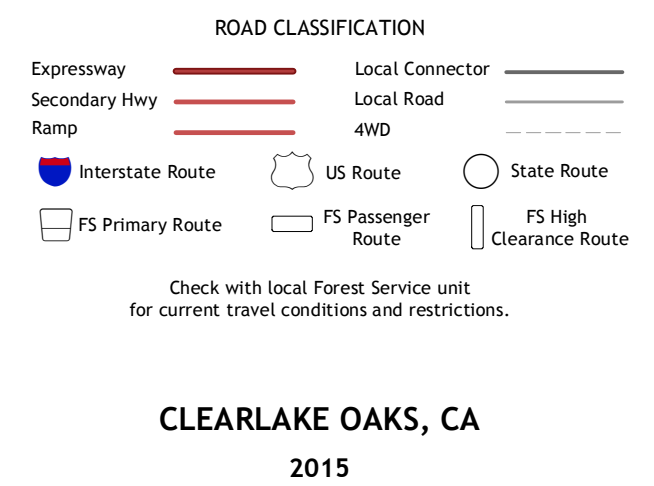 ROAD CLASSIFICATION
Expressway
Local Connector
Secondary Hwy
Local Road
Ramp
4WD
Interstate Route
US Route
State Route
FS Primary Route
FS Passenger
Route
FS High
Clearance Route
Check with local Forest Service unit
for current travel conditions and restrictions.
CLEARLAKE OAKS, CA
2015